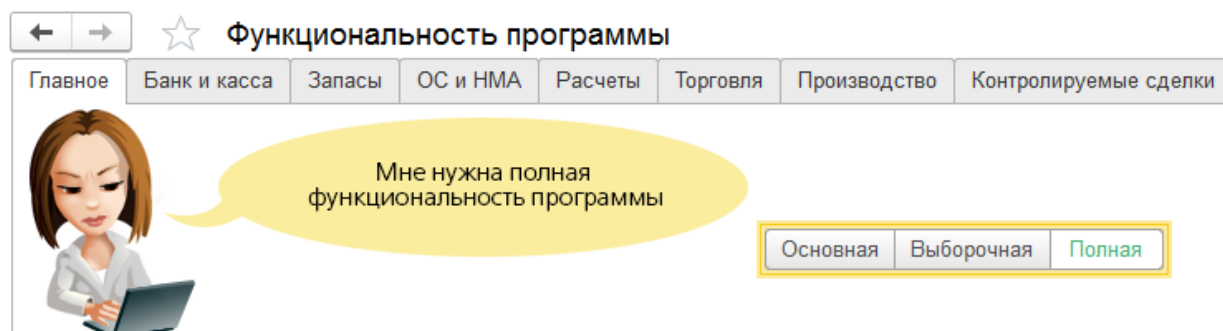 Функциональность программы
Главное Банк и касса Запасы ОС и НМА Расчеты Торговля Производство Контролируемые сделки
Мне нужна полная
функциональность программы
Основная Выборочная Полная